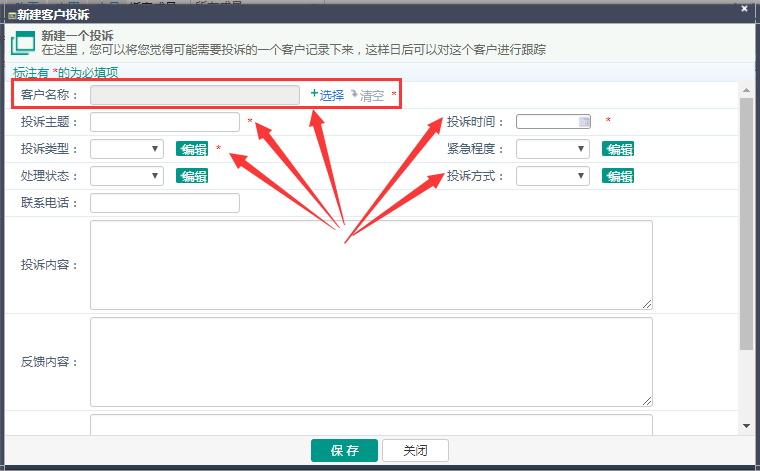 新建客户投诉
新建一个投诉
在这里，您可以将您觉得可能需要投诉的一个客户记录下来，这样日后可以对这个客户进行跟踪
标注有 *的为必填项
客户名称： +选择 清空 *
投诉主题： * 投诉时间： *
投诉类型： 编辑 * 紧急程度： 编辑
处理状态： 编辑 投诉方式： 编辑
联系电话：
投诉内容：
反馈内容：
保 存 关闭